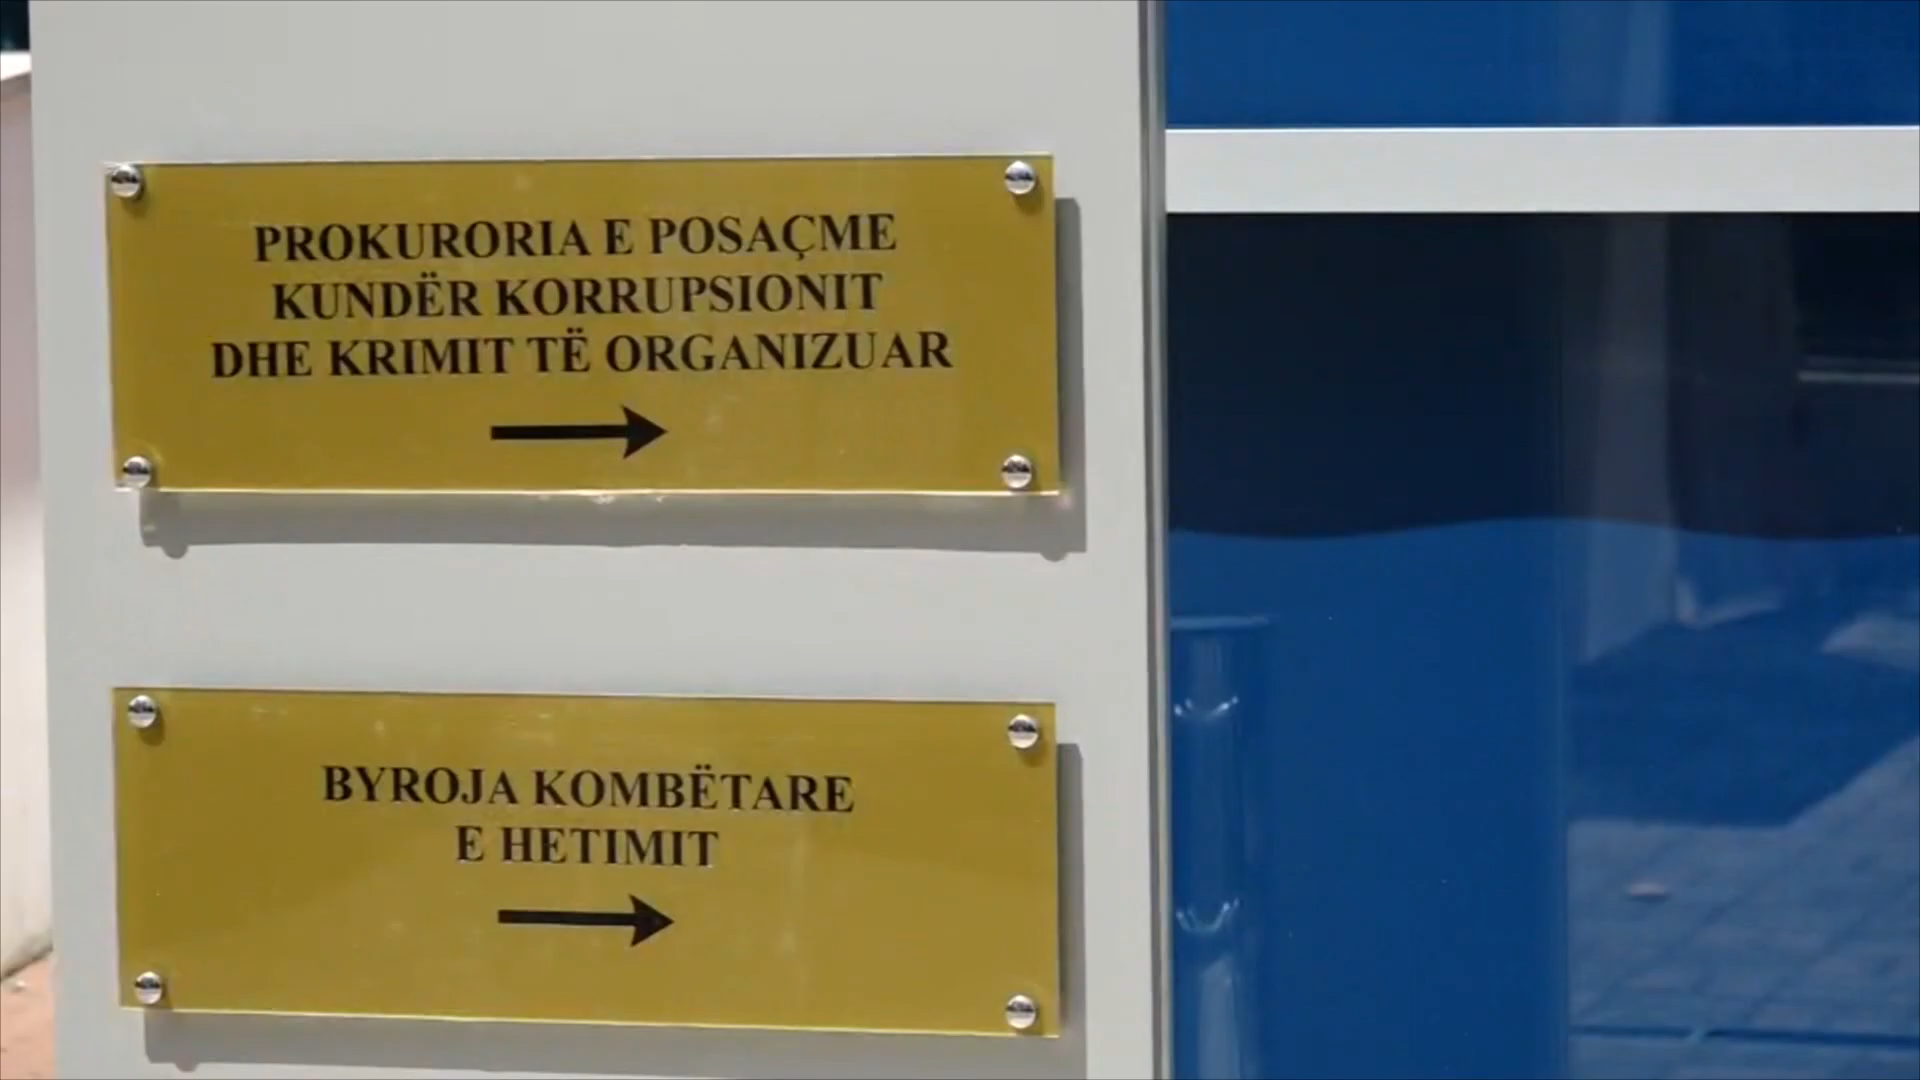 PROKURORIA E POSAÇME
KUNDËR KORRUPSIONIT
DHE KRIMIT TË ORGANIZUAR
BYROJA KOMBËTARE
E HETIMIT